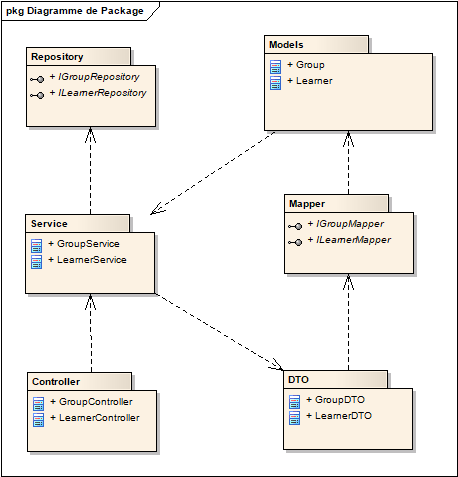 pkg Diagramme de Package
Repository
+ IGroupRepository
+ ILearnerRepository
Models
+ Group
+ Learner
Service
+ GroupService
+ LearnerService
Mapper
+ IGroupMapper
+ ILearnerMapper
Controller
+ GroupController
+ LearnerController
DTO
+ GroupDTO
+ LearnerDTO